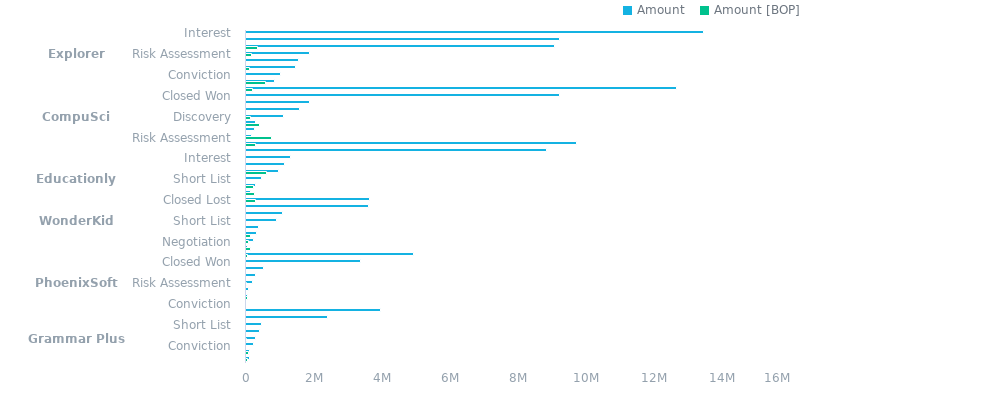 Amount Amount [BOP]
Interest
Explorer Risk Assessment
Conviction
Closed Won
CompuSci Discovery
Risk Assessment
Interest
Educationly Short List
Closed Lost
WonderKid Short List
Negotiation
Closed Won
PhoenixSoft Risk Assessment
Conviction
Short List
Grammar Plus
Conviction
0 2M 4M 6M 8M 10M 12M 14M 16M